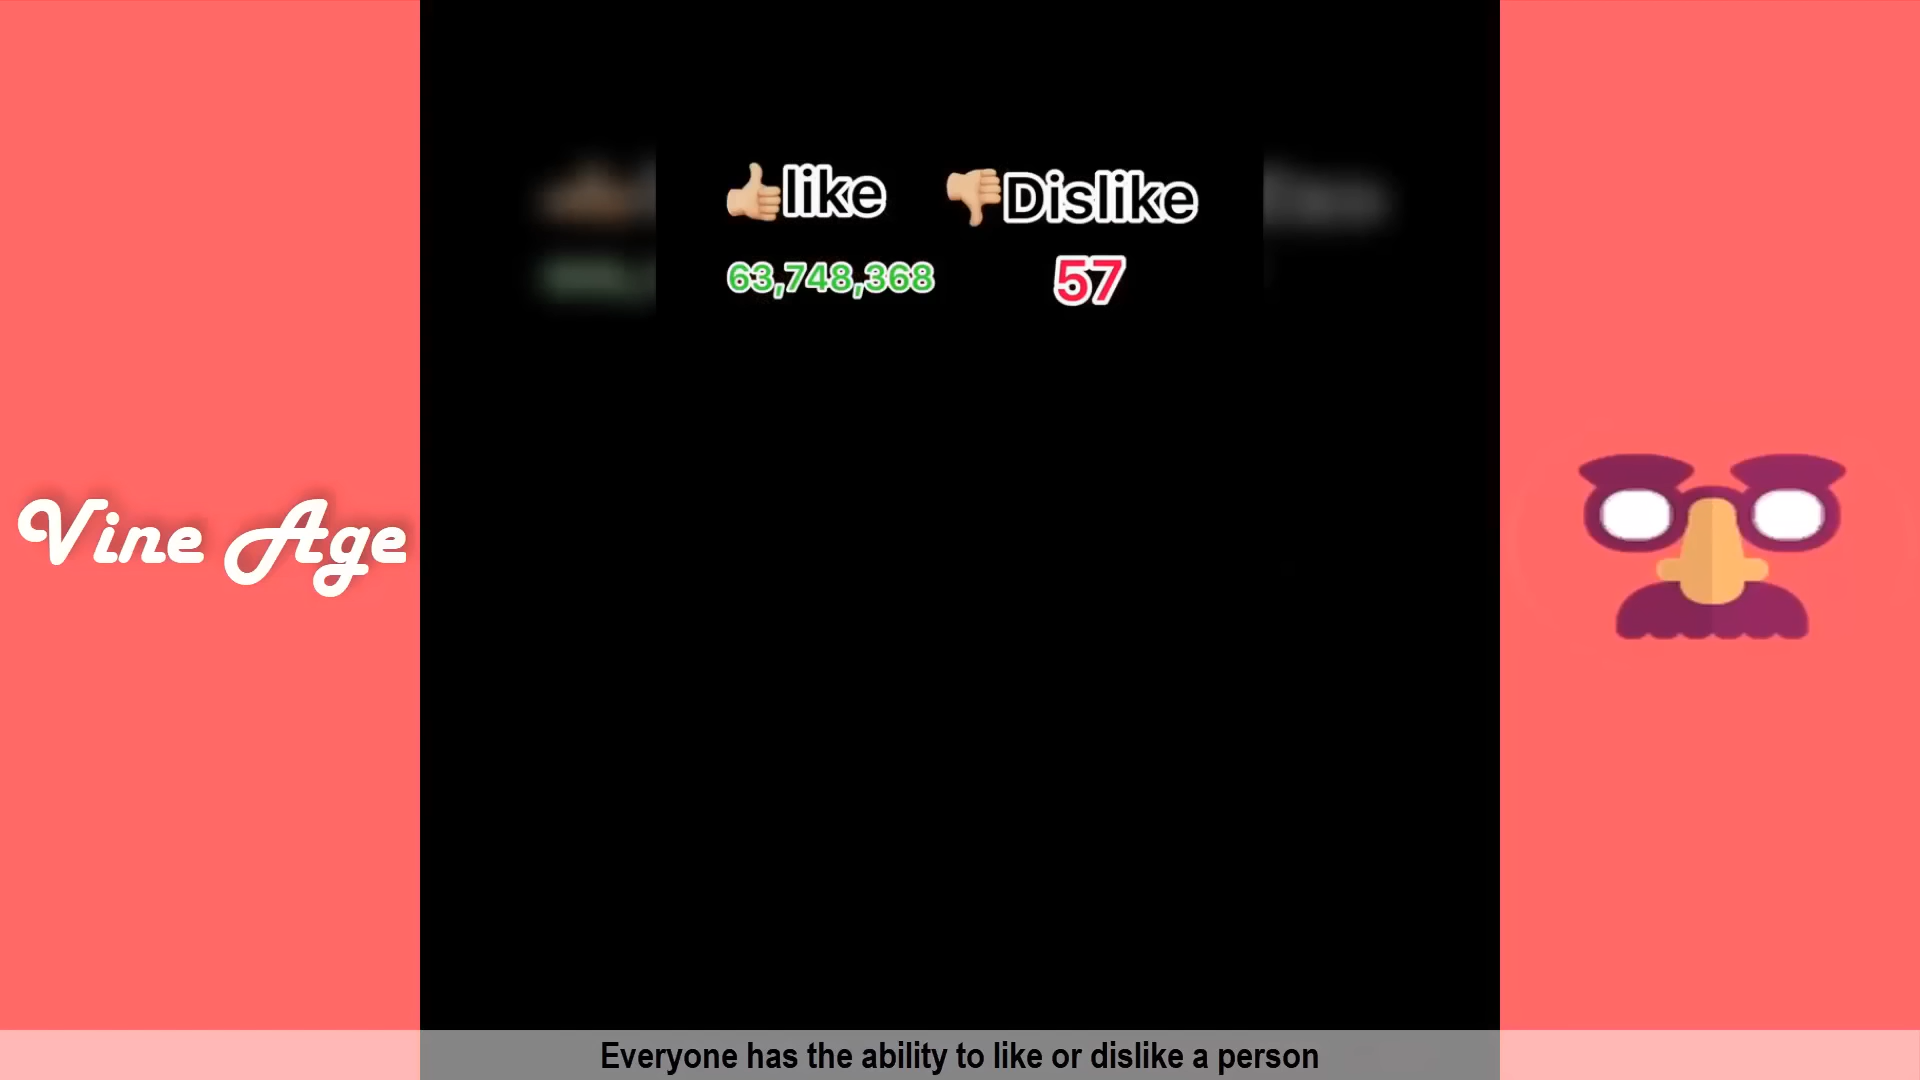 Vine Age
👍🏼like 👎🏼Dislike
63,748,368 57
Everyone has the ability to like or dislike a person